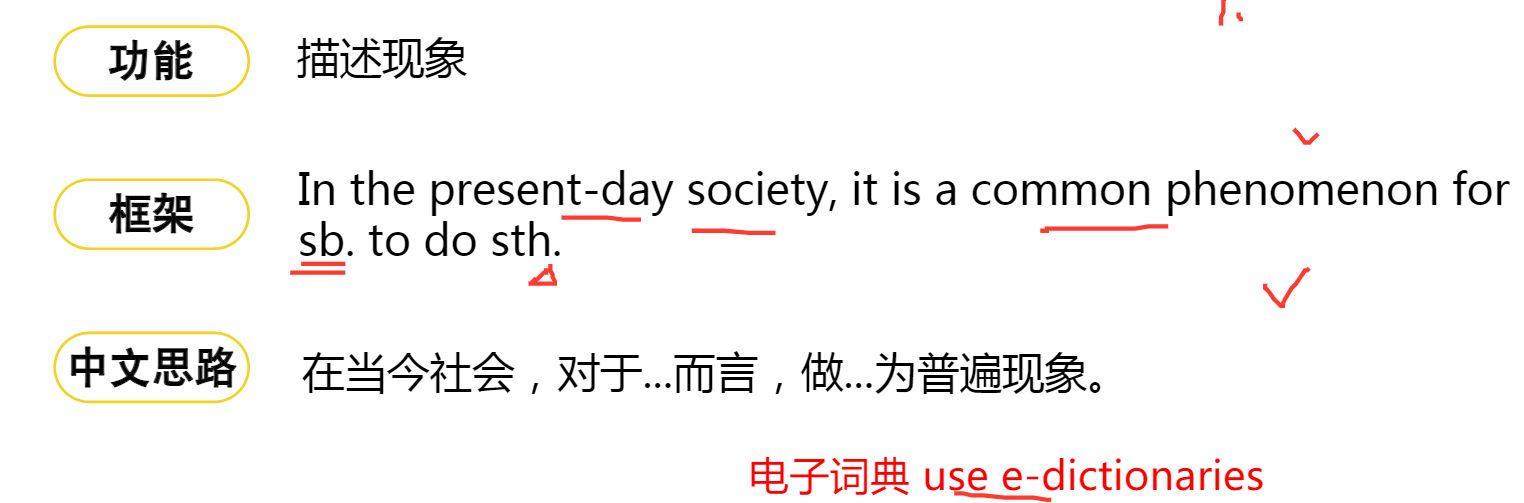 功能 描述现象
框架 In the present-day society, it is a common phenomenon for
sb. to do sth.
中文思路 在当今社会，对于...而言，做...为普遍现象。
电子词典 use e-dictionaries